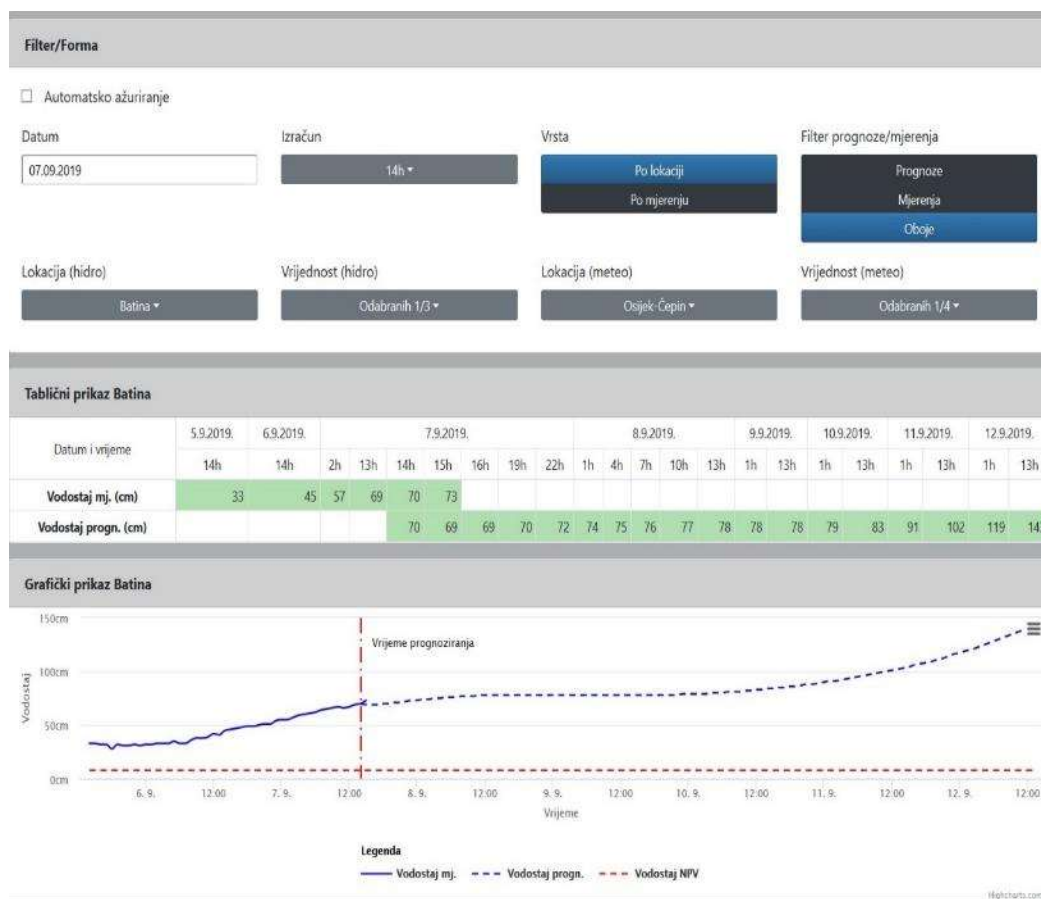 Filter/Forma
Automatsko ažuriranje
Datum Izračun Vrsta Filter prognoze/mjerenja
07.09.2019 14h Po lokaciji Prognoze
Po mjerenju Mjerenja
Oboje
Lokacija (hidro) Vrijednost (hidro) Lokacija (meteo) Vrijednost (meteo)
Batina Odabranih 1/3 Osijek-Čepin Odabranih 1/4
Tablični prikaz Batina
Datum i vrijeme 5.9.2019. 6.9.2019. 7.9.2019. 8.9.2019. 9.9.2019. 10.9.2019. 11.9.2019. 12.9.2019.
14h 14h 2h 13h 14h 15h 16h 19h 22h 1h 4h 7h 10h 13h 1h 13h 1h 13h 1h 13h 1h 13h
Vodostaj mj. (cm) 33 45 57 69 70 73
Vodostaj progn. (cm) 70 69 69 70 72 74 75 76 77 78 78 78 79 83 91 102 119
Grafički prikaz Batina
150cm
Vrijeme prognoziranja
100cm
Vodostaj
50cm
0cm
6. 9. 12:00 7. 9. 12:00 8. 9. 12:00 9. 9. 12:00 10. 9. 12:00 11. 9. 12:00 12. 9. 12:00
Vrijeme
Legenda
Vodostaj mj. Vodostaj progn. Vodostaj NPV
Highcharts.com